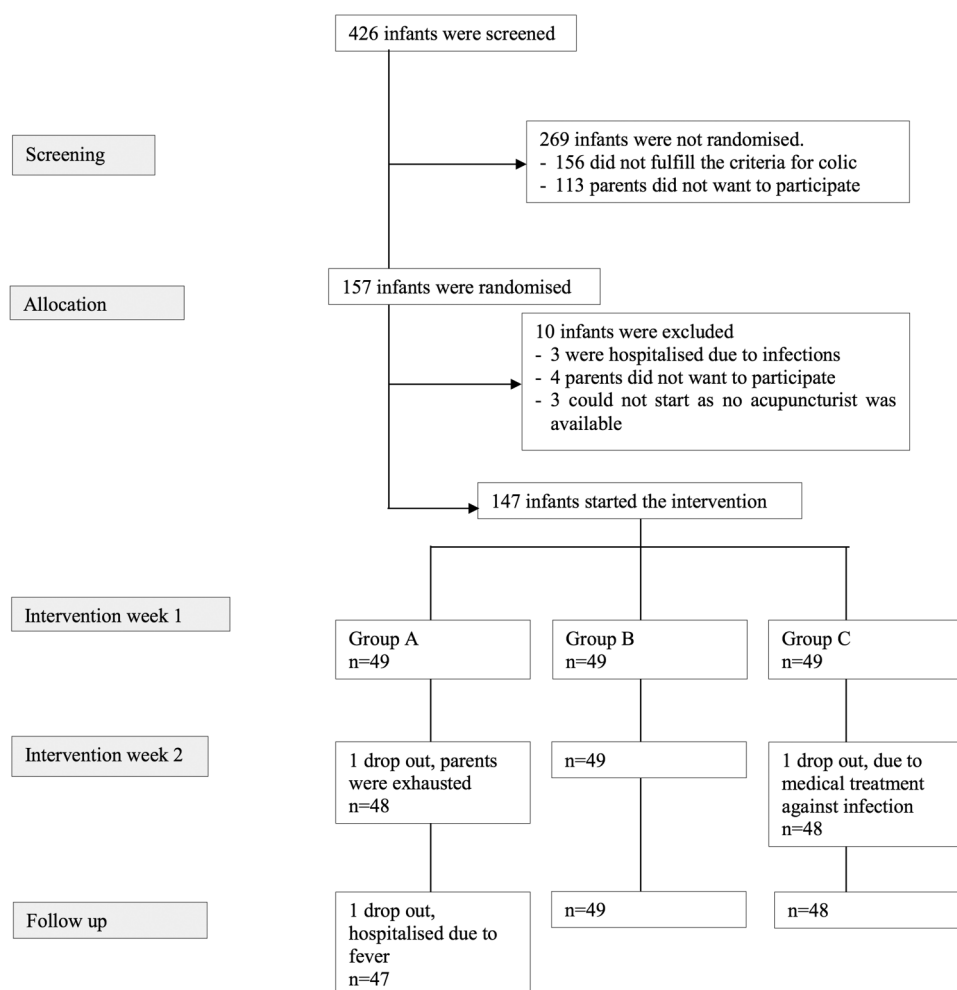 426 infants were screened
Screening
269 infants were not randomised.
- 156 did not fulfill the criteria for colic
- 113 parents did not want to participate
Allocation
157 infants were randomised
10 infants were excluded
- 3 were hospitalised due to infections
- 4 parents did not want to participate
- 3 could not start as no acupuncturist was
available
147 infants started the intervention
Intervention week 1
Group A
n=49
Group B
n=49
Group C
n=49
Intervention week 2
1 drop out, parents
were exhausted
n=48
n=49
1 drop out, due to
medical treatment
against infection
n=48
Follow up
1 drop out,
hospitalised due to
fever
n=47
n=49
n=48